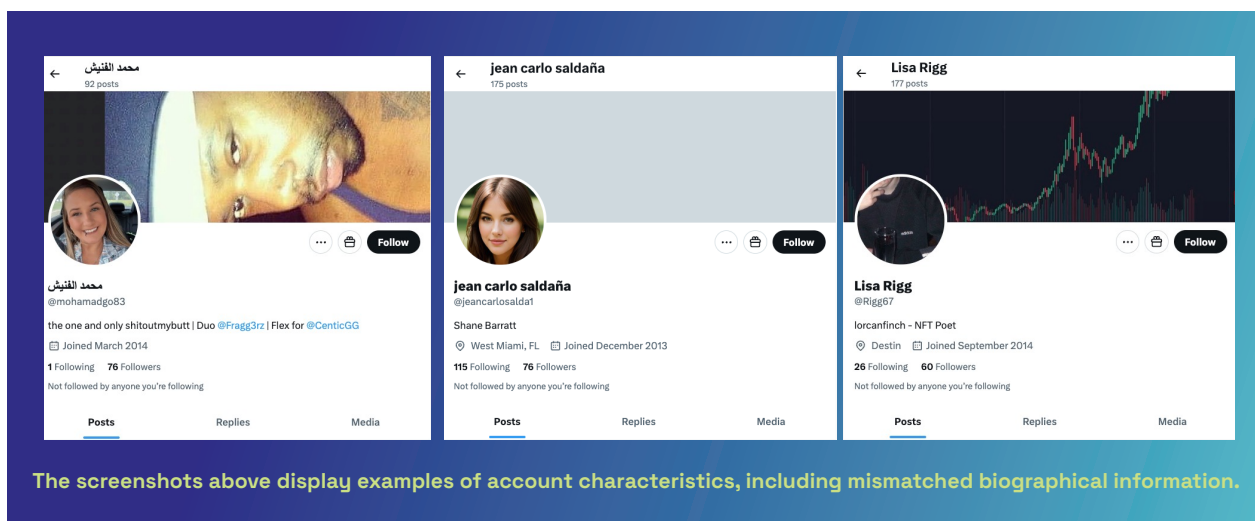 محمد الفنيش
92 posts
Follow
محمد الفنيش
@mohamadgo83
the one and only shitoutmybutt | Duo @Fragg3rz | Flex for @CenticGG
Joined March 2014
1 Following 76 Followers
Not followed by anyone you're following
Posts Replies Media
jean carlo saldaña
175 posts
Follow
jean carlo saldaña
@jeancarlosalda1
Shane Barratt
West Miami, FL Joined December 2013
115 Following 76 Followers
Not followed by anyone you're following
Posts Replies Media
Lisa Rigg
177 posts
adidas
Follow
Lisa Rigg
@Rigg67
lorcanfinch - NFT Poet
Destin Joined September 2014
26 Following 60 Followers
Not followed by anyone you're following
Posts Replies Media
The screenshots above display examples of account characteristics, including mismatched biographical information.